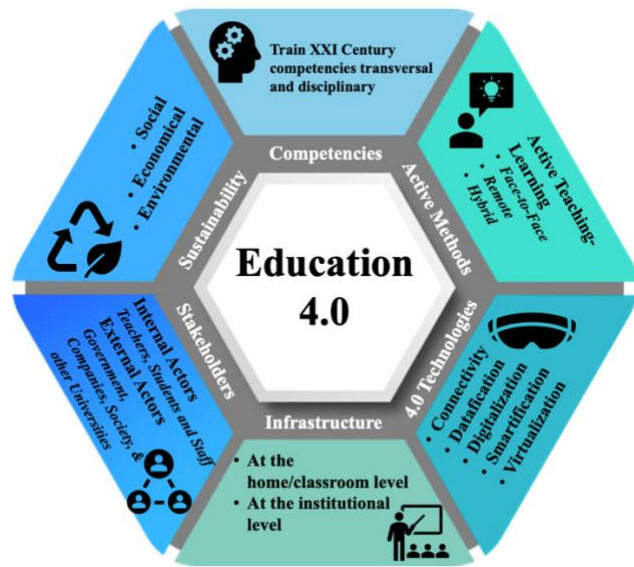 Train XXI Century
competencies transversal
and disciplinary
Competencies
Active Teaching-
Learning
• Face-to-Face
• Remote
• Hybrid
Active Methods
• Connectivity
• Datafication
• Digitalization
• Smartification
• Virtualization
4.0 Technologies
Infrastructure
• At the
home/classroom level
• At the institutional
level
Stakeholders
Internal Actors
Teachers, Students and Staff
External Actors
Government,
Companies, Society, &
other Universities
Sustainability
• Social
• Economical
• Environmental
Education
4.0